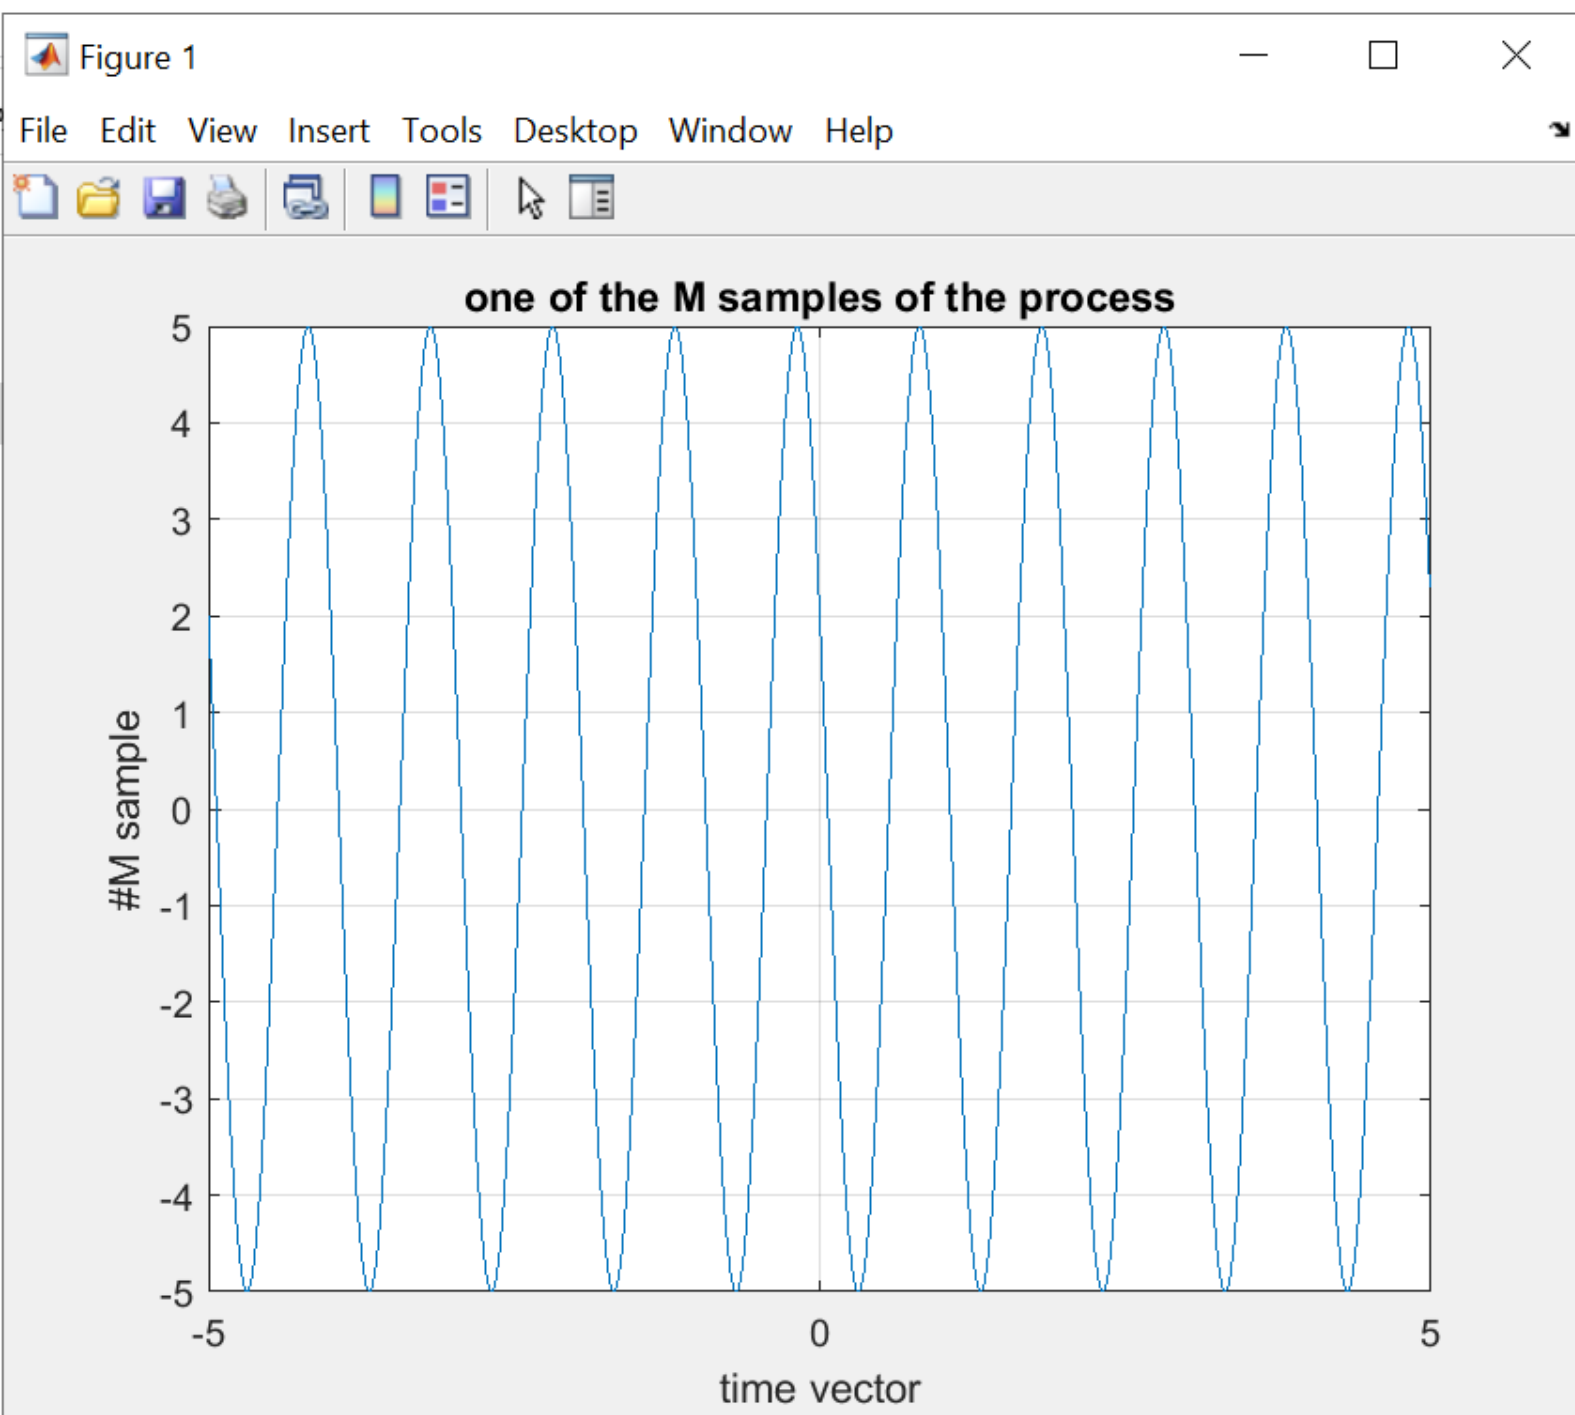 Figure 1
File Edit View Insert Tools Desktop Window Help
one of the M samples of the process
5
4
3
2
1
0
-1
-2
-3
-4
-5
#M sample
-5 0 5
time vector